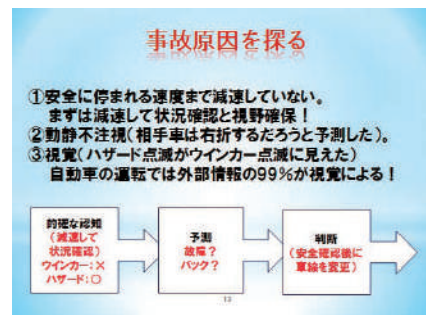 事故原因を探る
①安全に停まれる速度まで減速していない。
まずは減速して状況確認と視野確保！
②動静不注視（相手車は右折するだろうと予測した）。
③視覚（ハザード点滅がウインカー点滅に見えた）
自動車の運転では外部情報の99％が視覚による！
的確な認知
（減速して
状況確認）
ウインカー：×
ハザード：○
予測
故障？
バック？
判断
（安全確認後に
車線を変更）
13